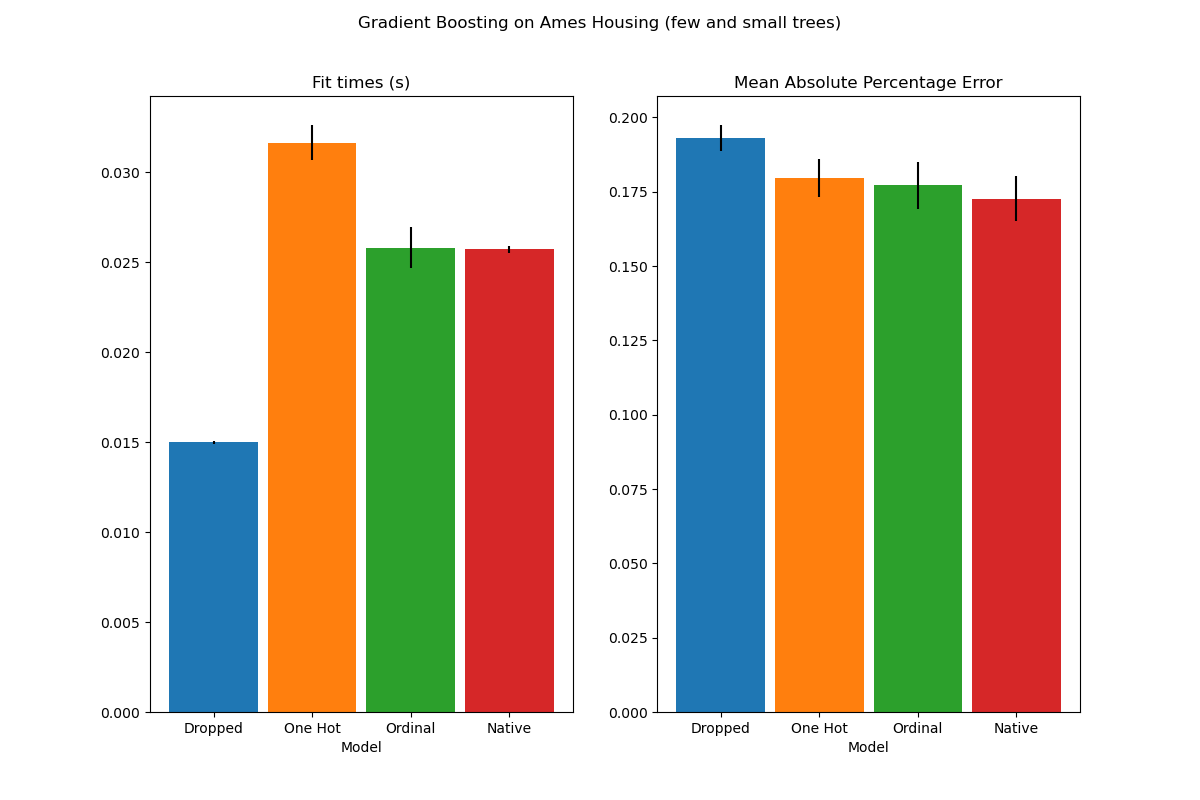 Gradient Boosting on Ames Housing (few and small trees)
Fit times (s)
0.030
0.025
0.020
0.015
0.010
0.005
0.000
Dropped One Hot Ordinal Native
Model
Mean Absolute Percentage Error
0.200
0.175
0.150
0.125
0.100
0.075
0.050
0.025
0.000
Dropped One Hot Ordinal Native
Model